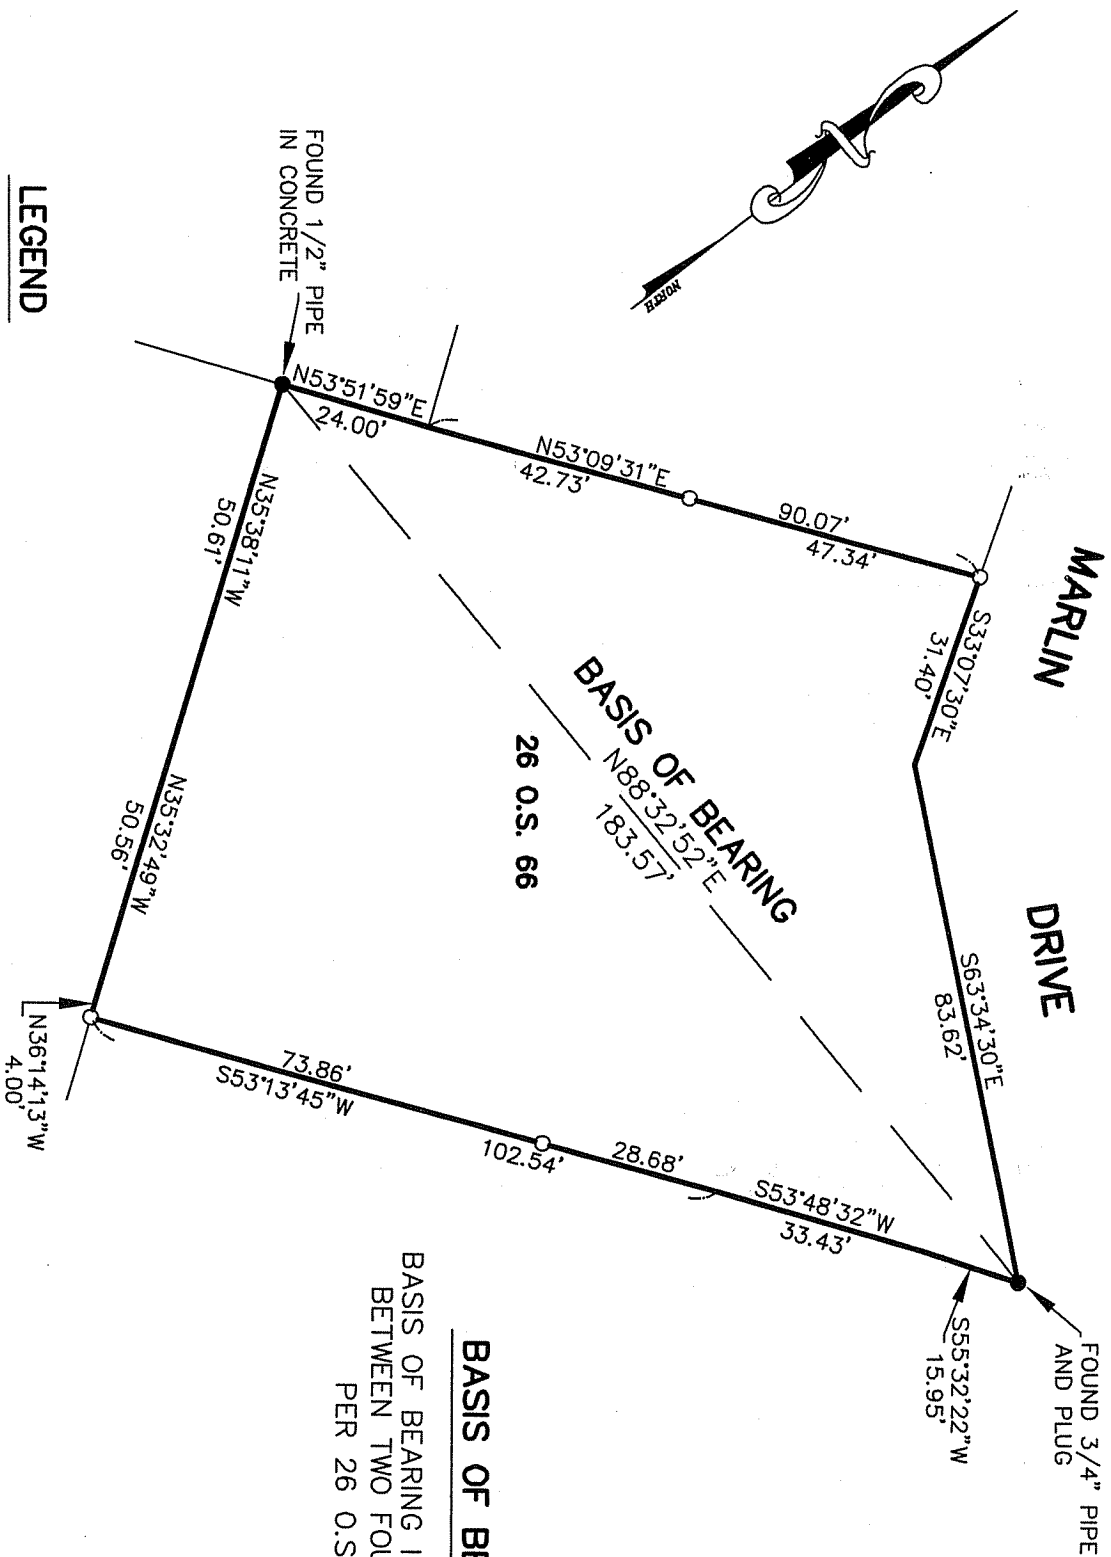 NORTH
MARLIN DRIVE
FOUND 1/2" PIPE
IN CONCRETE
LEGEND
N53°51'59"E
24.00'
N53°09'31"E
42.73'
90.07'
47.34'
S33°07'30"E
31.40'
S63°34'30"E
83.62'
FOUND 3/4" PIPE
AND PLUG
S55°32'22"W
15.95'
S53°48'32"W
33.43'
28.68'
102.54'
73.86'
S53°13'45"W
N36°14'13"W
4.00'
N35°32'49"W
50.56'
N35°38'11"W
50.61'
BASIS OF BEARING
N88°32'52"E
183.57'
26 O.S. 66
BASIS OF BE
BASIS OF BEARING I
BETWEEN TWO FOU
PER 26 O.S